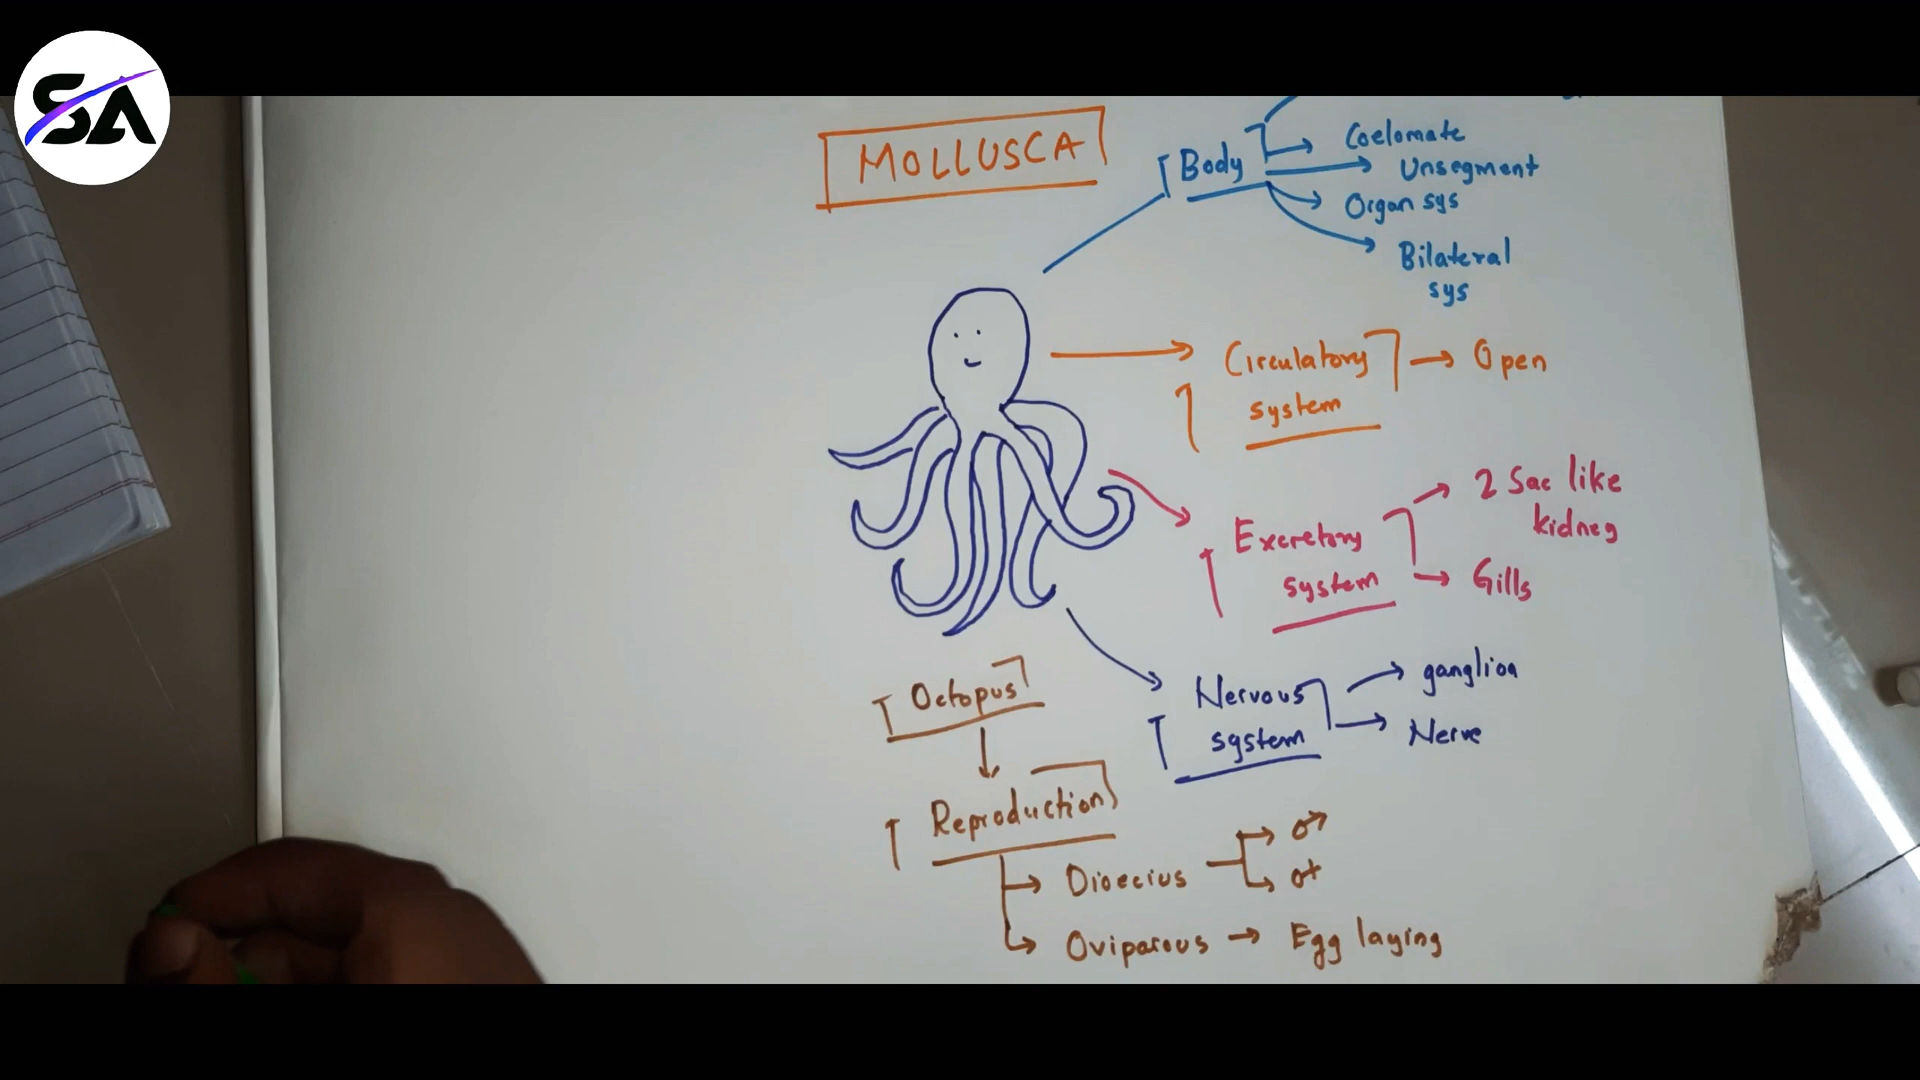 SA
MOLLUSCA
Body
Coelomate
Unsegment
Organ sys
Bilateral
sys
Circulatory
system
Open
Excretory
system
2 Sac like
kidney
Gills
Nervous
system
ganglion
Nerve
Octopus
Reproduction
Dioecius
♂
♀
Oviparous → Egg laying